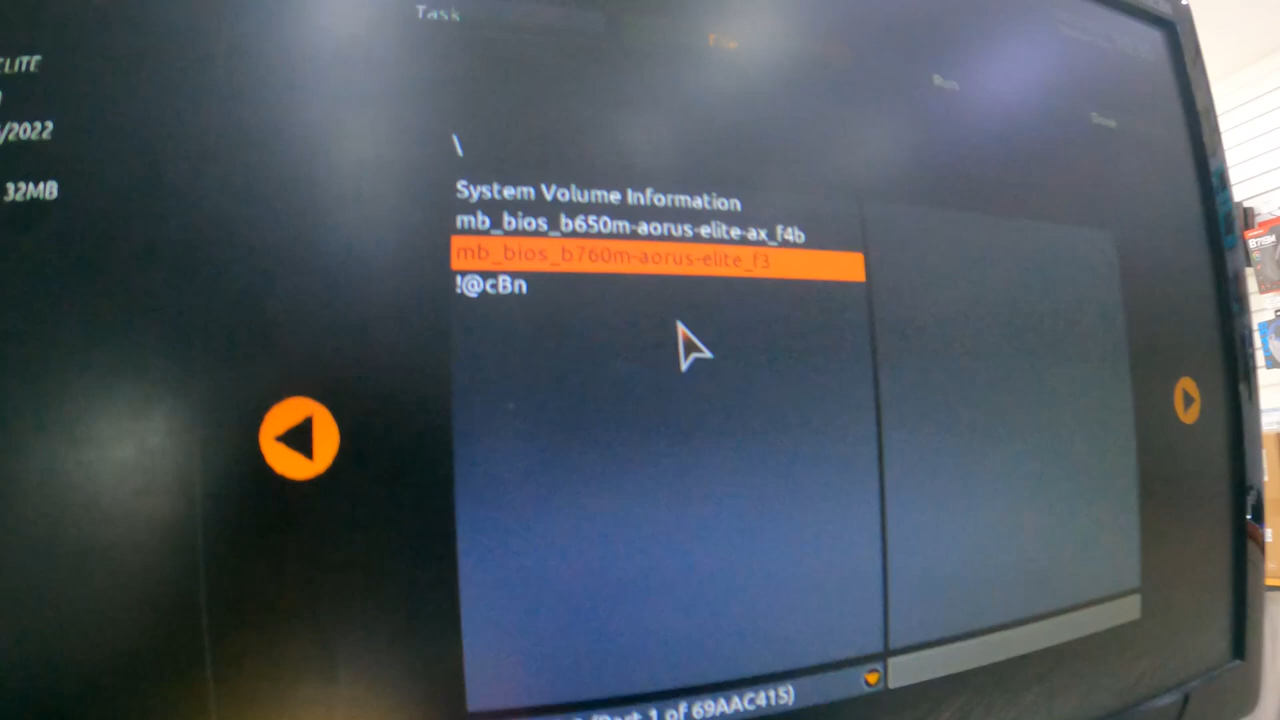 Task
File
ELITE
/2022
32MB
\
System Volume Information
mb_bios_b650m-aorus-elite-ax_f4b
mb_bios_b760m-aorus-elite_f3
!@cBn
(Part 1 of 69AAC415)